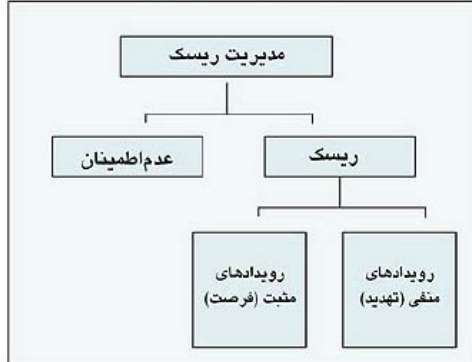 مدیریت ریسک
ریسک
عدم‌اطمینان
رویدادهای
منفی (تهدید)
رویدادهای
مثبت (فرصت)